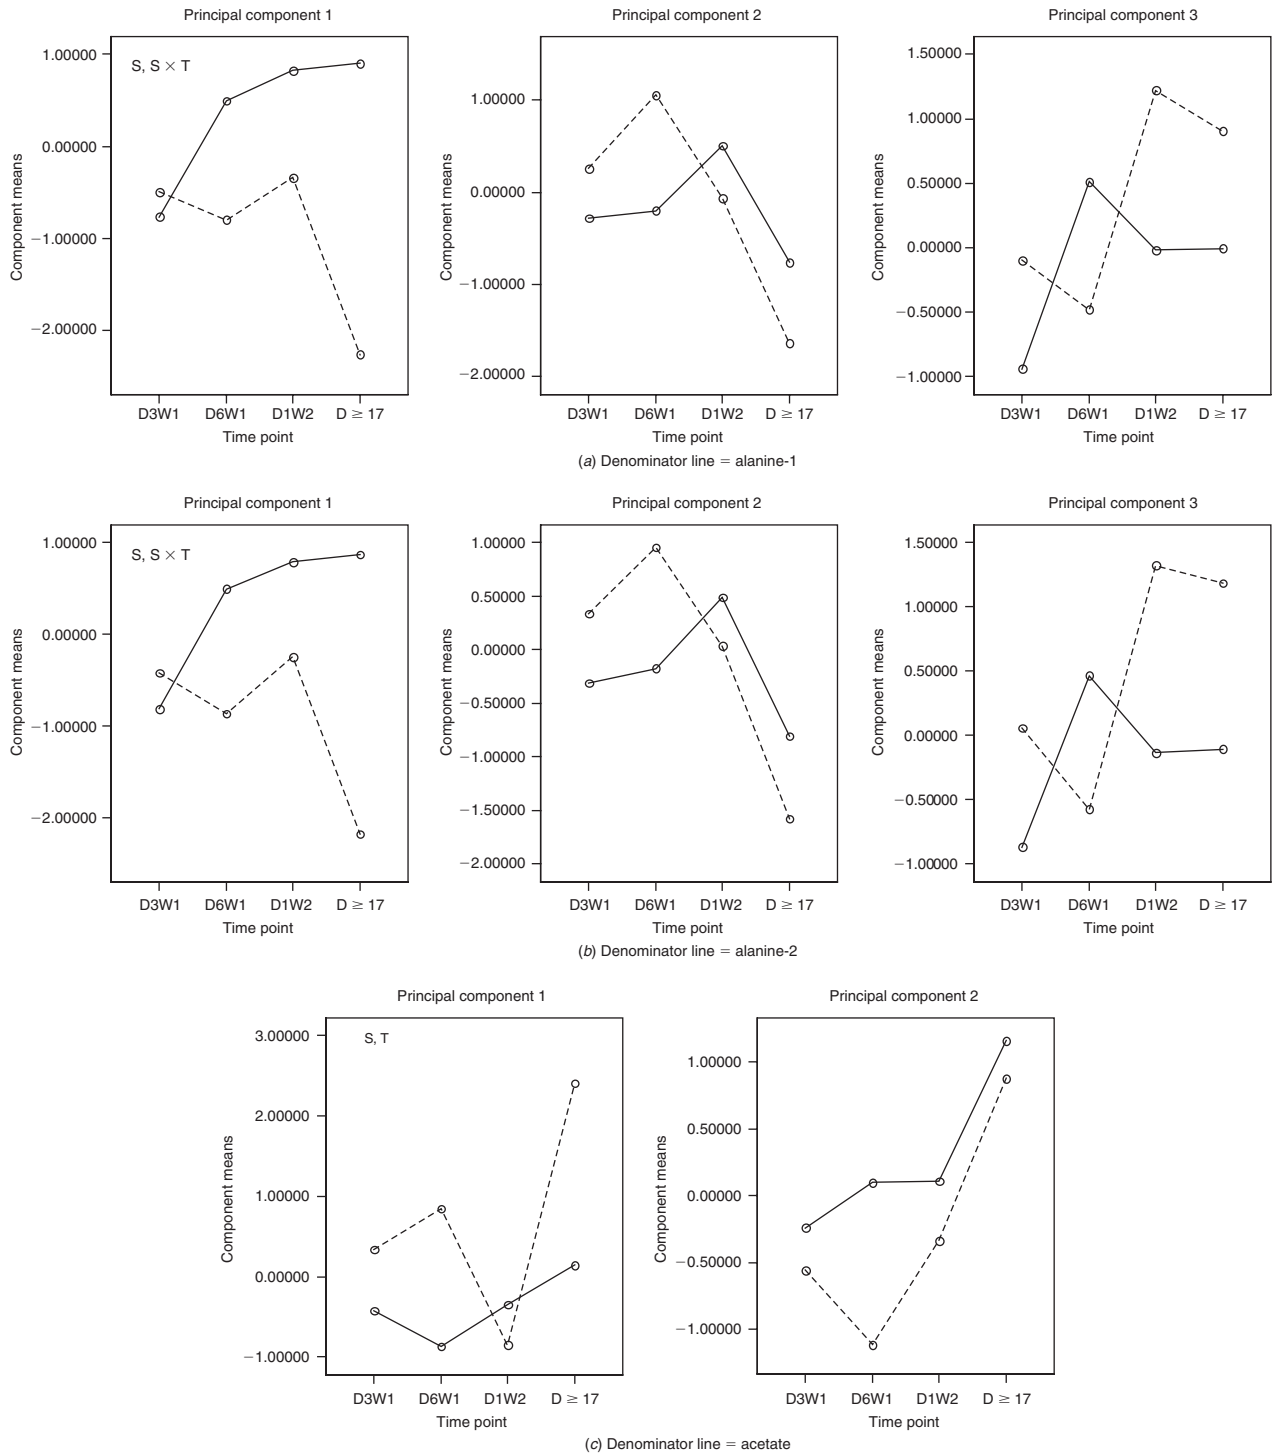 Principal component 1
Principal component 2
Principal component 3
Component means
1.00000
0.00000
−1.00000
−2.00000
S, S × T
D3W1 D6W1 D1W2 D ≥ 17
Time point
Component means
1.00000
0.00000
−1.00000
−2.00000
D3W1 D6W1 D1W2 D ≥ 17
Time point
Component means
1.50000
1.00000
0.50000
0.00000
−0.50000
−1.00000
D3W1 D6W1 D1W2 D ≥ 17
Time point
(a) Denominator line = alanine-1
Principal component 1
Principal component 2
Principal component 3
Component means
1.00000
0.00000
−1.00000
−2.00000
S, S × T
D3W1 D6W1 D1W2 D ≥ 17
Time point
Component means
1.00000
0.50000
0.00000
−0.50000
−1.00000
−1.50000
−2.00000
D3W1 D6W1 D1W2 D ≥ 17
Time point
Component means
1.50000
1.00000
0.50000
0.00000
−0.50000
−1.00000
D3W1 D6W1 D1W2 D ≥ 17
Time point
(b) Denominator line = alanine-2
Principal component 1
Principal component 2
Component means
3.00000
2.00000
1.00000
0.00000
−1.00000
S, T
D3W1 D6W1 D1W2 D ≥ 17
Time point
Component means
1.00000
0.50000
0.00000
−0.50000
−1.00000
D3W1 D6W1 D1W2 D ≥ 17
Time point
(c) Denominator line = acetate